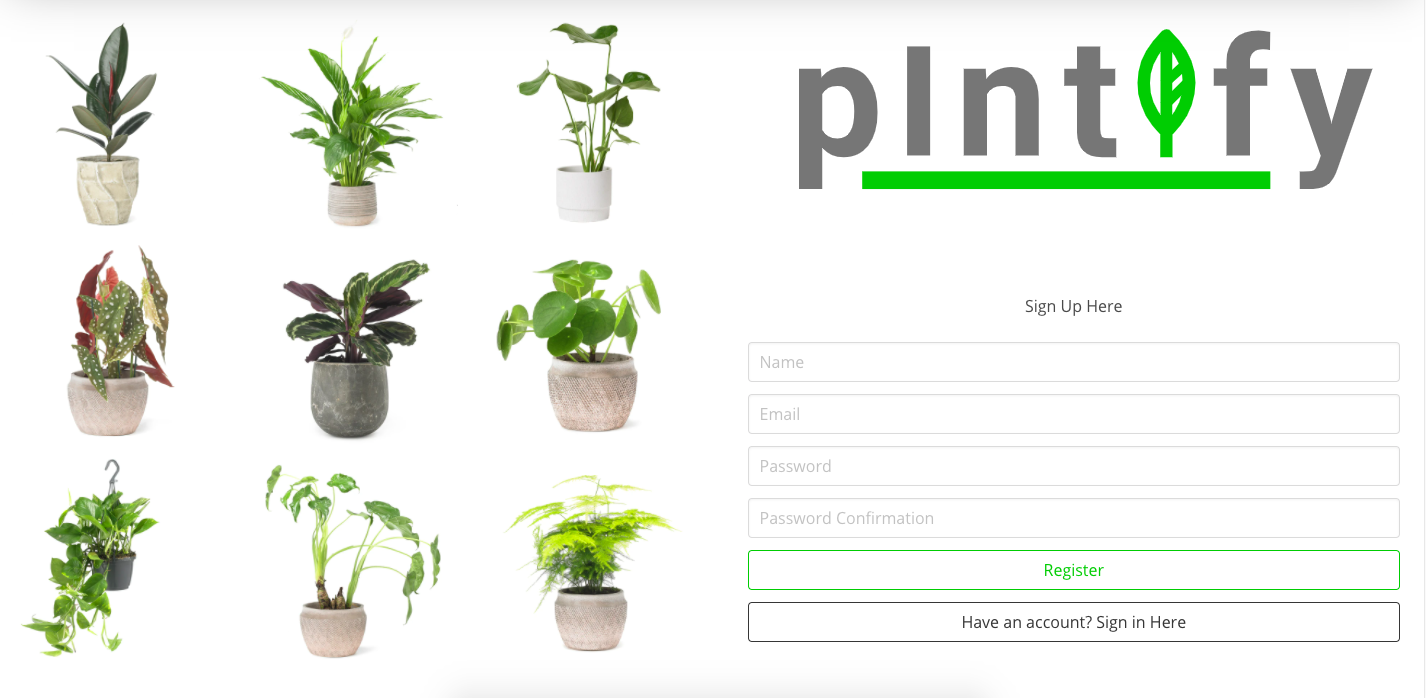 plntify
Sign Up Here
Name
Email
Password
Password Confirmation
Register
Have an account? Sign in Here